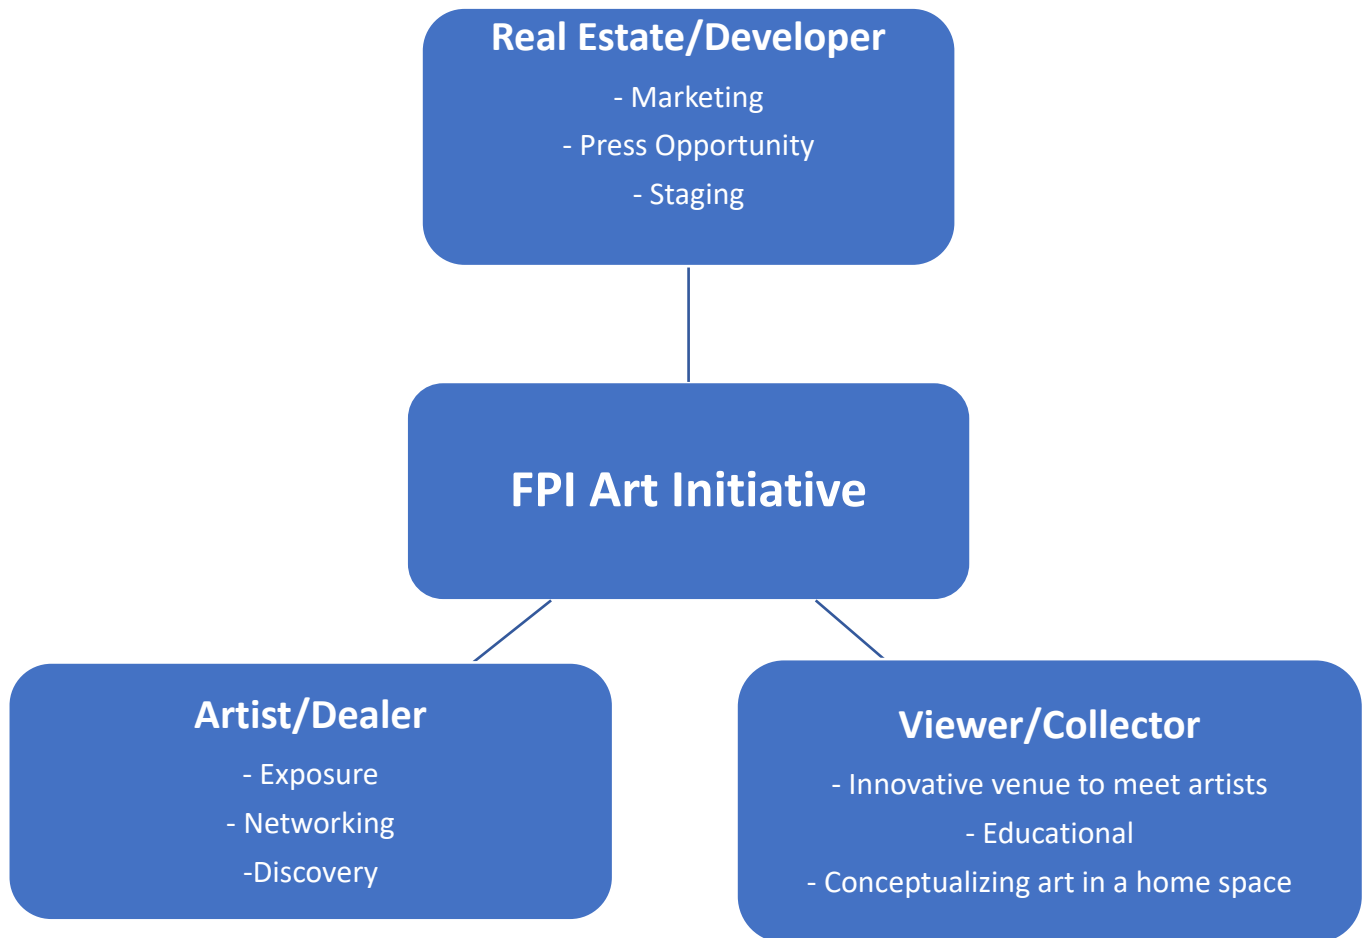 Real Estate/Developer
- Marketing
- Press Opportunity
- Staging
FPI Art Initiative
Artist/Dealer
- Exposure
- Networking
-Discovery
Viewer/Collector
- Innovative venue to meet artists
- Educational
- Conceptualizing art in a home space